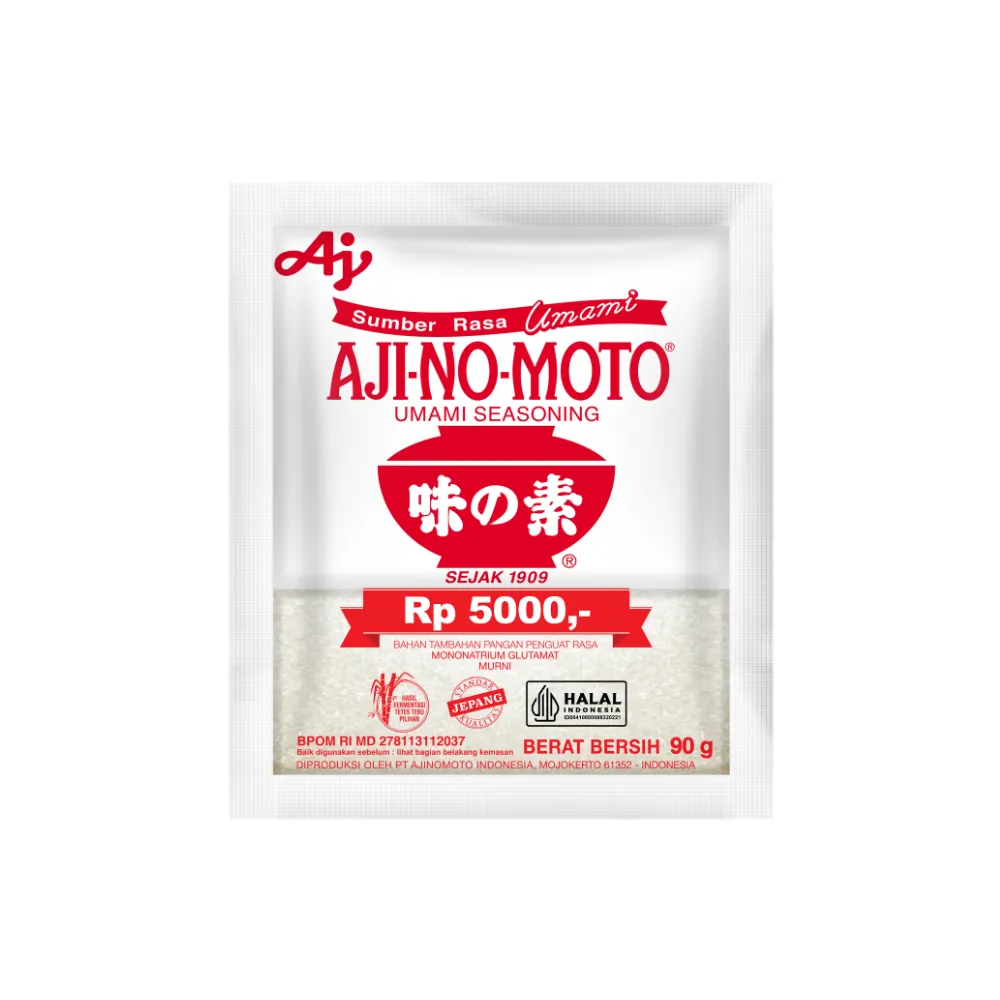 Aj
Sumber Rasa Umami
AJI-NO-MOTO®
UMAMI SEASONING
味の素
®
SEJAK 1909
Rp 5000,-
BAHAN TAMBAHAN PANGAN PENGUAT RASA
MONONATRIUM GLUTAMAT
MURNI
HASIL
FERMENTASI
TETES TEBU
PILIHAN
STANDAR
JEPANG
KUALITAS
HALAL
INDONESIA
ID00410000088320221
BPOM RI MD 278113112037
Baik digunakan sebelum : lihat bagian belakang kemasan
BERAT BERSIH 90 g
DIPRODUKSI OLEH PT AJINOMOTO INDONESIA, MOJOKERTO 61352 - INDONESIA